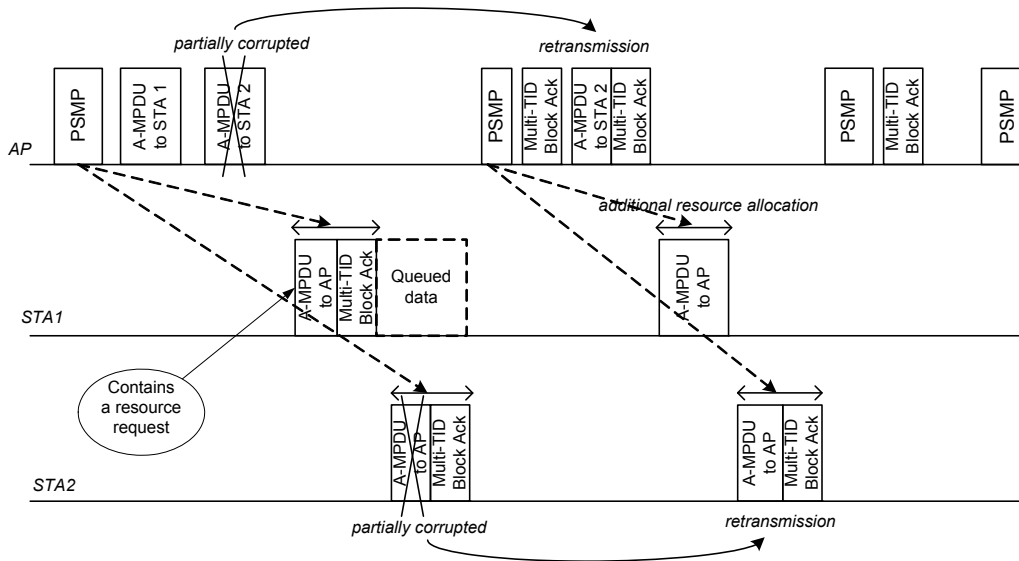 partially corrupted
retransmission
PSMP
A-MPDU
to STA 1
A-MPDU
to STA 2
PSMP
Multi-TID
Block Ack
A-MPDU
to STA 2
Multi-TID
Block Ack
PSMP
Multi-TID
Block Ack
PSMP
AP
additional resource allocation
A-MPDU
to AP
Multi-TID
Block Ack
Queued
data
A-MPDU
to AP
STA1
Contains
a resource
request
A-MPDU
to AP
Multi-TID
Block Ack
A-MPDU
to AP
Multi-TID
Block Ack
STA2
partially corrupted
retransmission